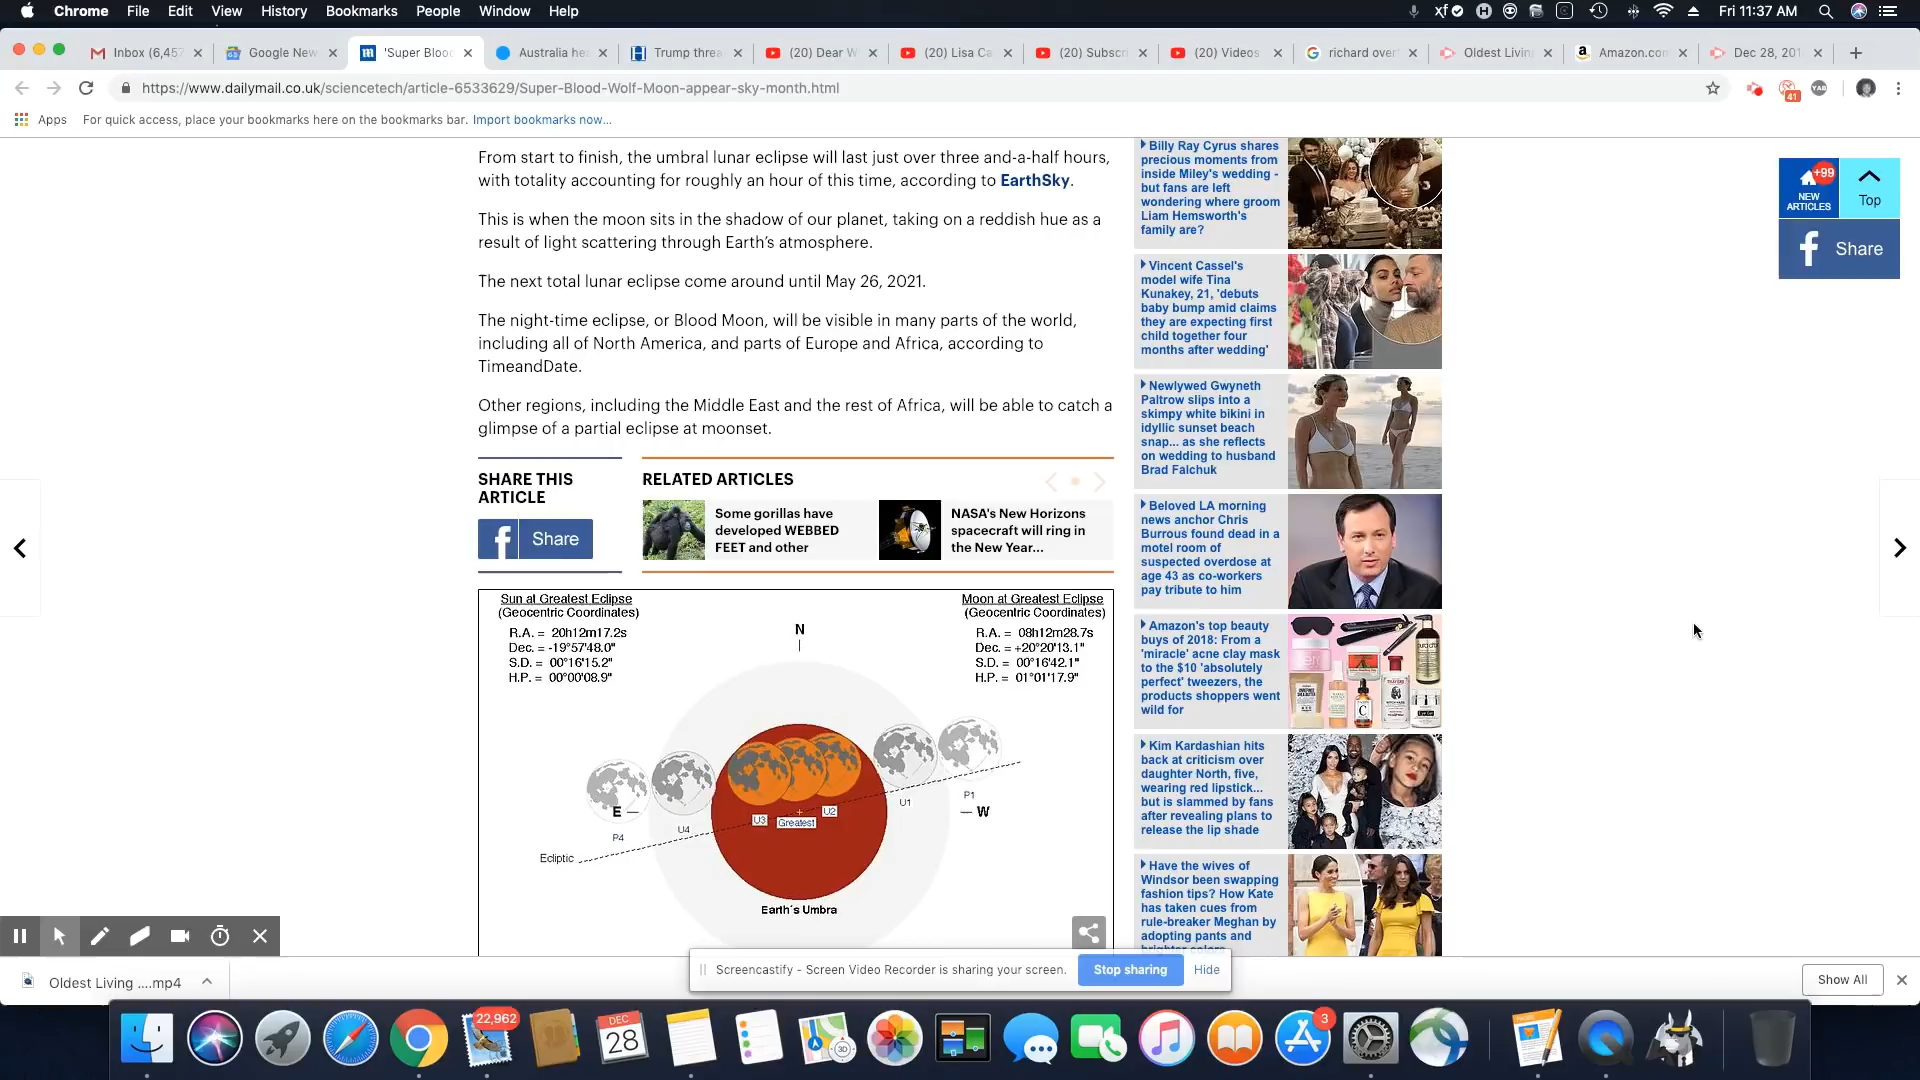 Chrome File Edit View History Bookmarks People Window Help
Fri 11:37 AM
Inbox (6,457
Google New
'Super Blood
Australia he
Trump threa
(20) Dear W
(20) Lisa Ca
(20) Subscri
(20) Videos
richard over
Oldest Livin
Amazon.com
Dec 28, 201
https://www.dailymail.co.uk/sciencetech/article-6533629/Super-Blood-Wolf-Moon-appear-sky-month.html
41
YAB
Apps For quick access, place your bookmarks here on the bookmarks bar. Import bookmarks now...
From start to finish, the umbral lunar eclipse will last just over three and-a-half hours,
with totality accounting for roughly an hour of this time, according to EarthSky.
This is when the moon sits in the shadow of our planet, taking on a reddish hue as a
result of light scattering through Earth's atmosphere.
The next total lunar eclipse come around until May 26, 2021.
The night-time eclipse, or Blood Moon, will be visible in many parts of the world,
including all of North America, and parts of Europe and Africa, according to
TimeandDate.
Other regions, including the Middle East and the rest of Africa, will be able to catch a
glimpse of a partial eclipse at moonset.
SHARE THIS
ARTICLE
Share
RELATED ARTICLES
Some gorillas have
developed WEBBED
FEET and other
NASA's New Horizons
spacecraft will ring in
the New Year...
Sun at Greatest Eclipse
(Geocentric Coordinates)
R.A. = 20h12m17.2s
Dec. = -19°57'48.0"
S.D. = 00°16'15.2"
H.P. = 00°00'08.9"
N
Moon at Greatest Eclipse
(Geocentric Coordinates)
R.A. = 08h12m28.7s
Dec. = +20°20'13.1"
S.D. = 00°16'42.1"
H.P. = 01°01'17.9"
E
W
P4
U4
U3
Greatest
U2
U1
P1
Ecliptic
Earth's Umbra
Billy Ray Cyrus shares
precious moments from
inside Miley's wedding -
but fans are left
wondering where groom
Liam Hemsworth's
family are?
Vincent Cassel's
model wife Tina
Kunakey, 21, 'debuts
baby bump amid claims
they are expecting first
child together four
months after wedding'
Newlywed Gwyneth
Paltrow slips into a
skimpy white bikini in
idyllic sunset beach
snap... as she reflects
on wedding to husband
Brad Falchuk
Beloved LA morning
news anchor Chris
Burrous found dead in a
motel room of
suspected overdose at
age 43 as co-workers
pay tribute to him
Amazon's top beauty
buys of 2018: From a
'miracle' acne clay mask
to the $10 'absolutely
perfect' tweezers, the
products shoppers went
wild for
Kim Kardashian hits
back at criticism over
daughter North, five,
wearing red lipstick...
but is slammed by fans
after revealing plans to
release the lip shade
Have the wives of
Windsor been swapping
fashion tips? How Kate
has taken cues from
rule-breaker Meghan by
adopting pants and
brighter colors
+99
NEW
ARTICLES
Top
Share
Screencastify - Screen Video Recorder is sharing your screen.
Stop sharing
Hide
Oldest Living ....mp4
Show All
22,962
DEC
28
3D
3